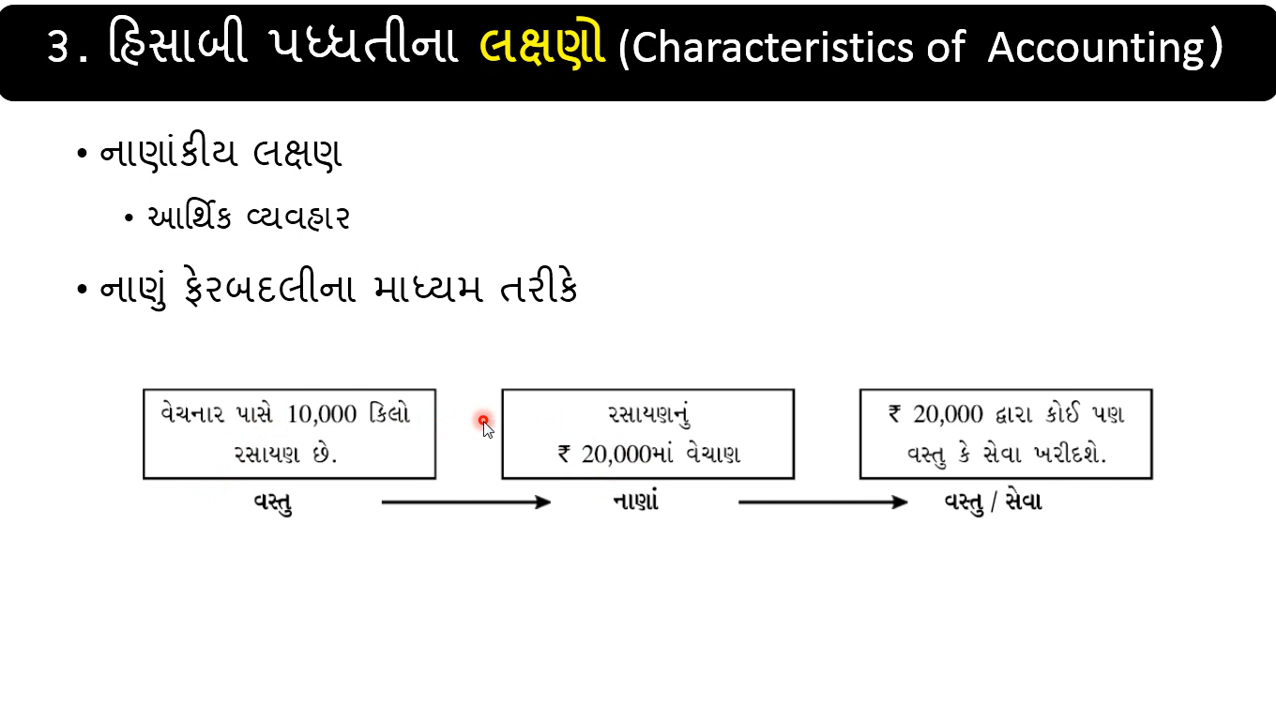 ૩. હિસાબી પધ્ધતીના લક્ષણો (Characteristics of Accounting)
• નાણાંકીય લક્ષણ
• આર્થિક વ્યવહાર
• નાણું ફેરબદલીના માધ્યમ તરીકે
વેચનાર પાસે 10,000 કિલો
રસાયણ છે.
વસ્તુ
રસાયણનું
₹ 20,000માં વેચાણ
નાણાં
₹ 20,000 દ્વારા કોઈ પણ
વસ્તુ કે સેવા ખરીદશે.
વસ્તુ / સેવા